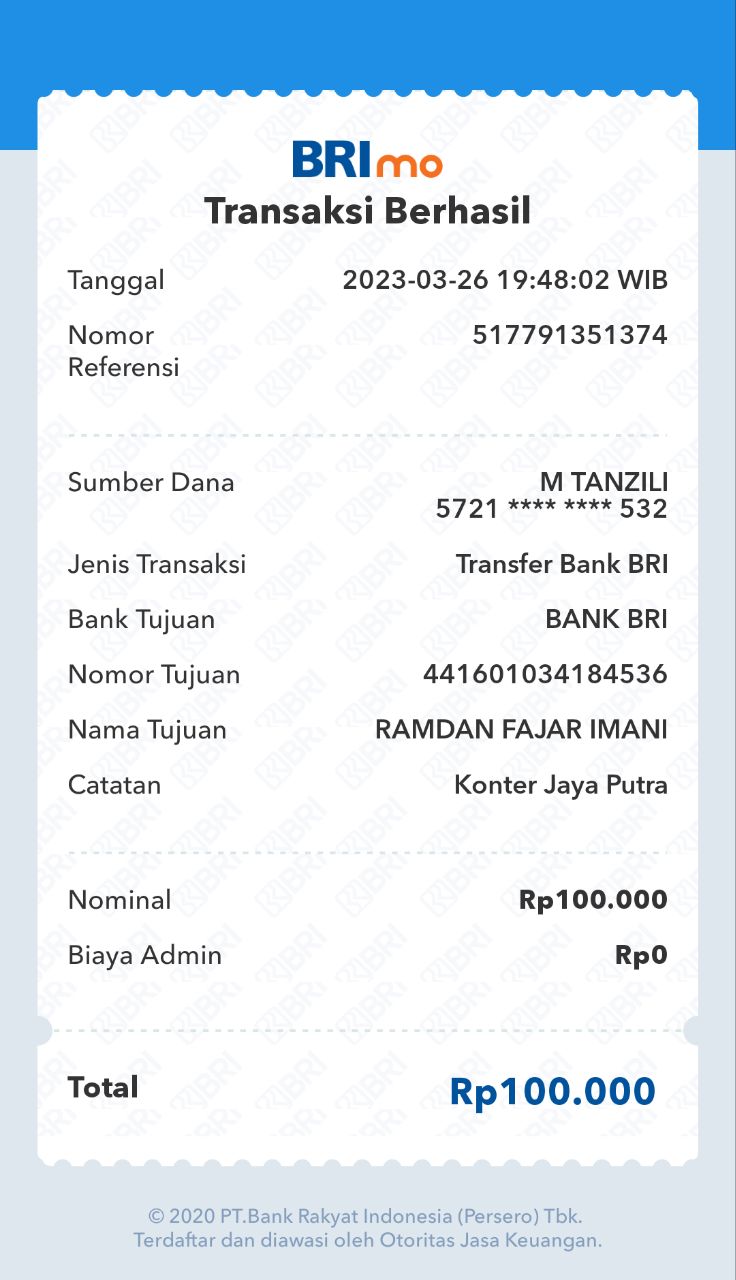 BRImo
Transaksi Berhasil
Tanggal 2023-03-26 19:48:02 WIB
Nomor Referensi 517791351374
Sumber Dana M TANZILI
5721 **** **** 532
Jenis Transaksi Transfer Bank BRI
Bank Tujuan BANK BRI
Nomor Tujuan 441601034184536
Nama Tujuan RAMDAN FAJAR IMANI
Catatan Konter Jaya Putra
Nominal Rp100.000
Biaya Admin Rp0
Total Rp100.000
© 2020 PT.Bank Rakyat Indonesia (Persero) Tbk.
Terdaftar dan diawasi oleh Otoritas Jasa Keuangan.